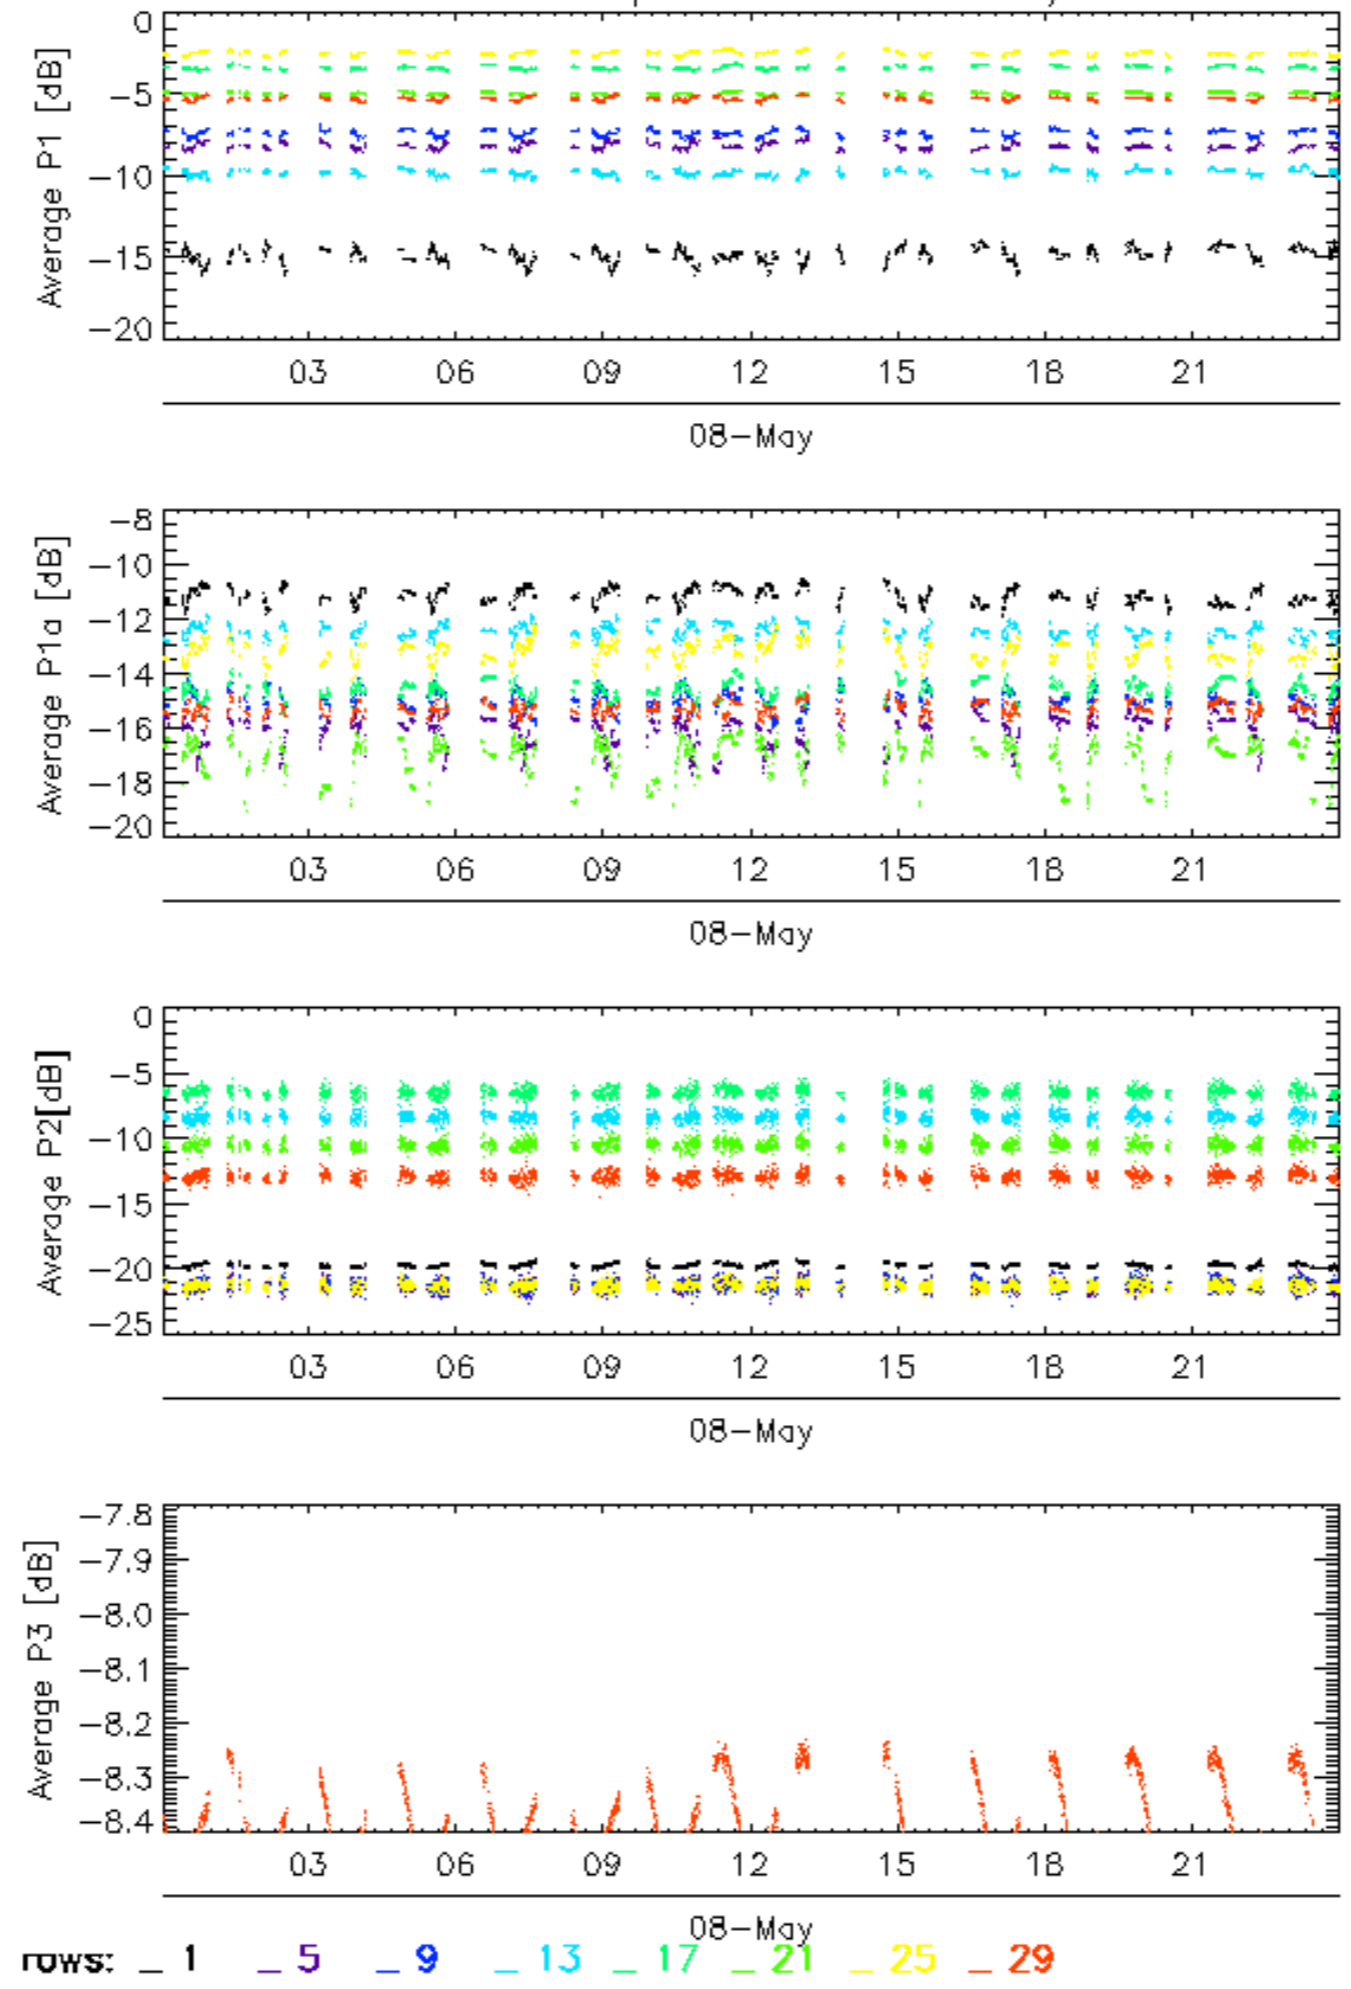 0
−5
−10
−15
−20
Average P1 [dB]
03 06 09 12 15 18 21
08−May
−8
−10
−12
−14
−16
−18
−20
Average P1a [dB]
03 06 09 12 15 18 21
08−May
0
−5
−10
−15
−20
−25
Average P2[dB]
03 06 09 12 15 18 21
08−May
−7.8
−7.9
−8.0
−8.1
−8.2
−8.3
−8.4
Average P3 [dB]
03 06 09 12 15 18 21
08−May
rows: _ 1 _ 5 _ 9 _ 13 _ 17 _ 21 _ 25 _ 29